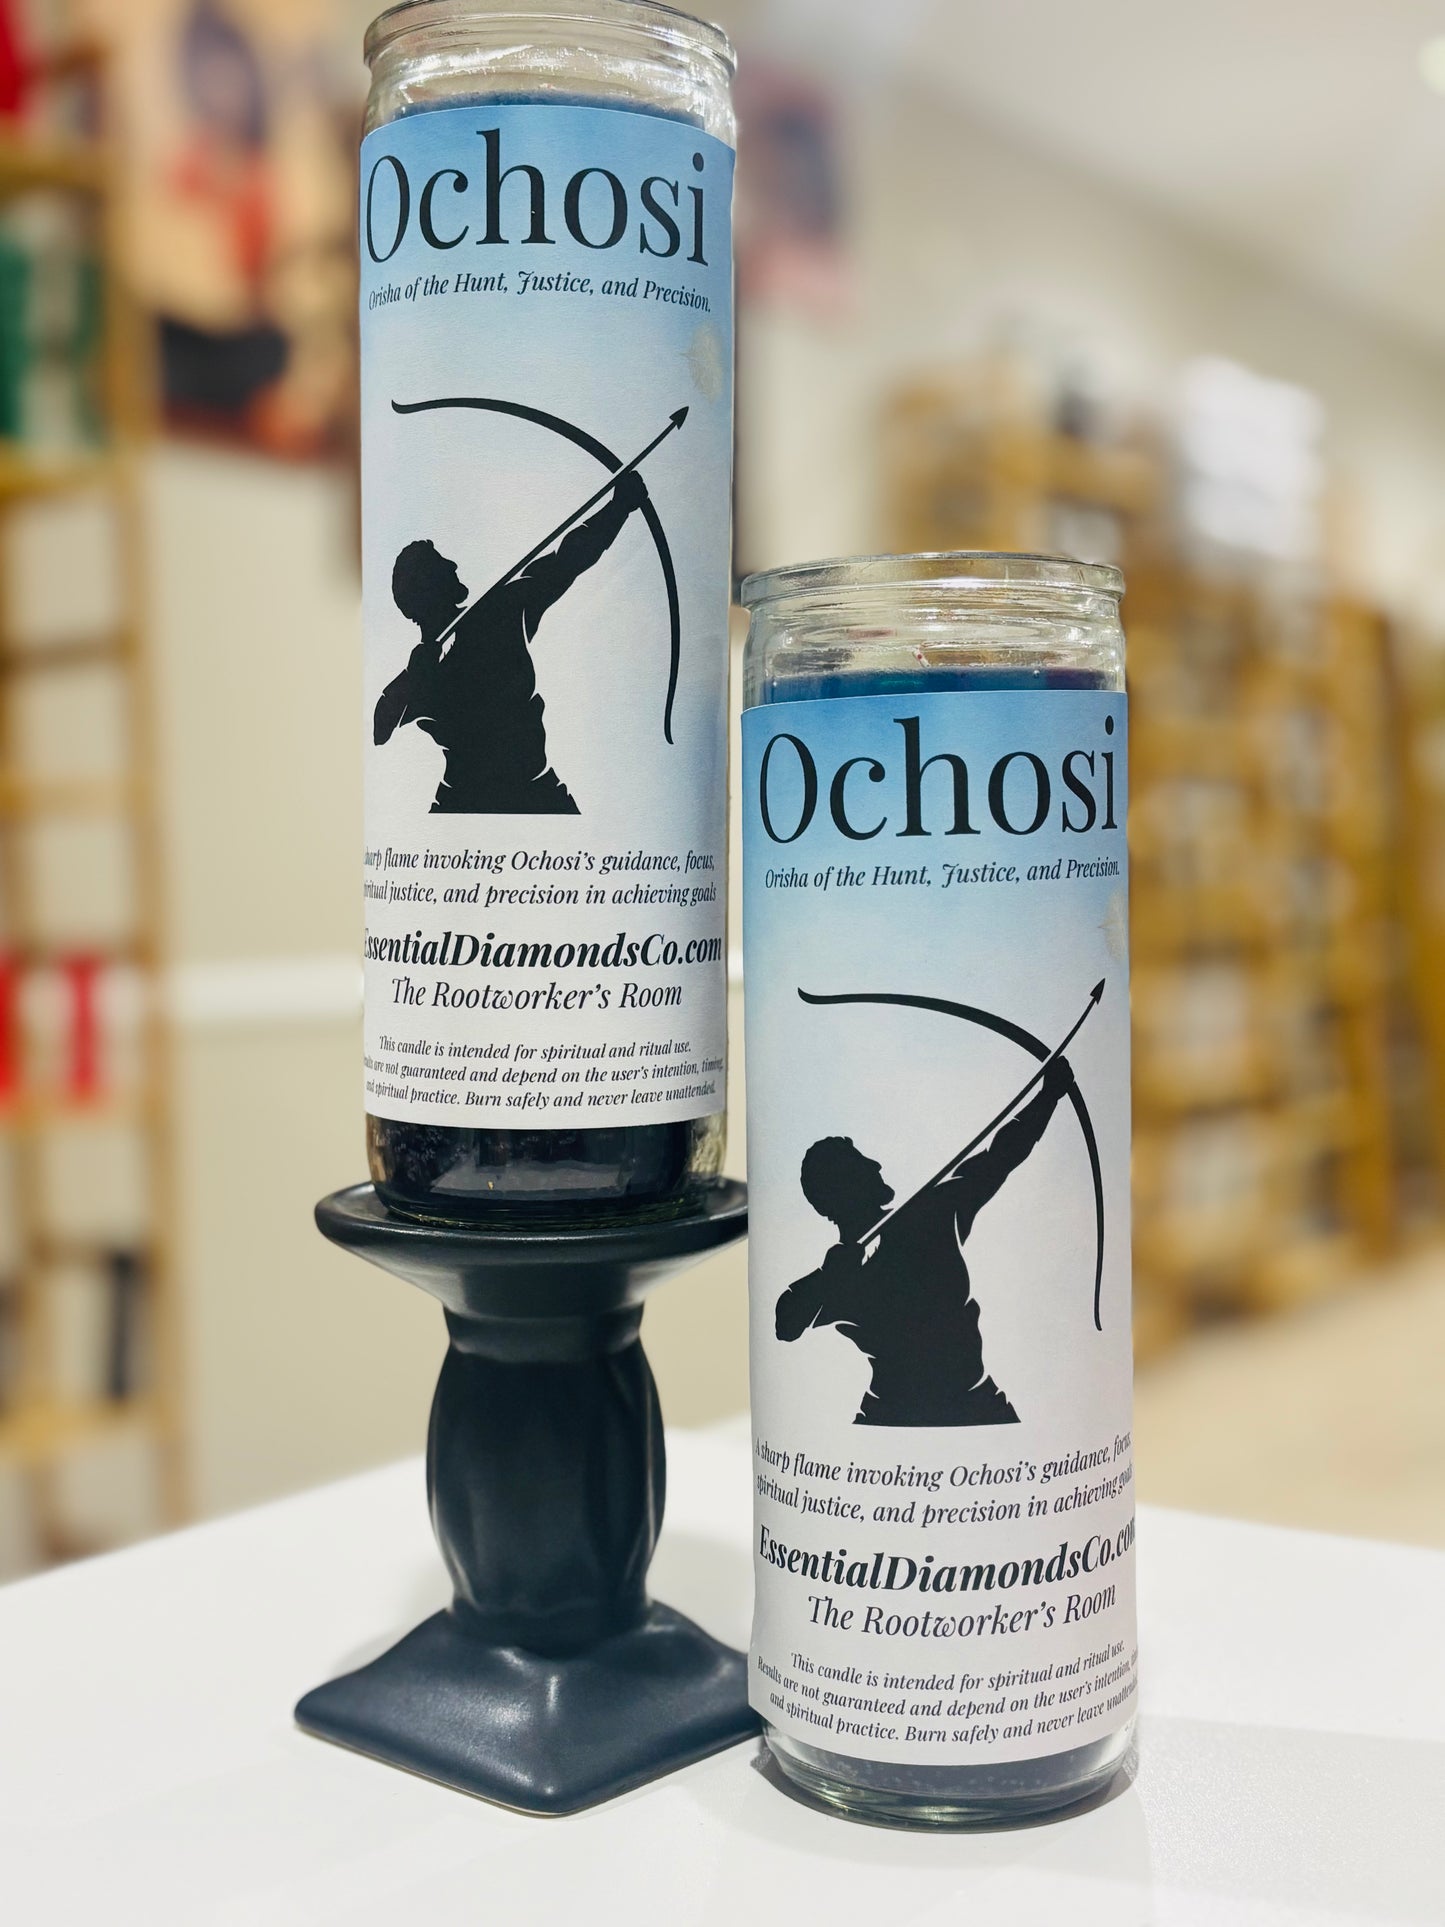 Ochosi
Orisha of the Hunt, Justice, and Precision.
sharp flame invoking Ochosi's guidance, focus,
spiritual justice, and precision in achieving goals
EssentialDiamondsCo.com
The Rootworker's Room
This candle is intended for spiritual and ritual use.
Results are not guaranteed and depend on the user's intention, timing,
and spiritual practice. Burn safely and never leave unattended.
Ochosi
Orisha of the Hunt, Justice, and Precision.
A sharp flame invoking Ochosi's guidance, focus,
spiritual justice, and precision in achieving goals
EssentialDiamondsCo.com
The Rootworker's Room
This candle is intended for spiritual and ritual use.
Results are not guaranteed and depend on the user's intention,
and spiritual practice. Burn safely and never leave unattended